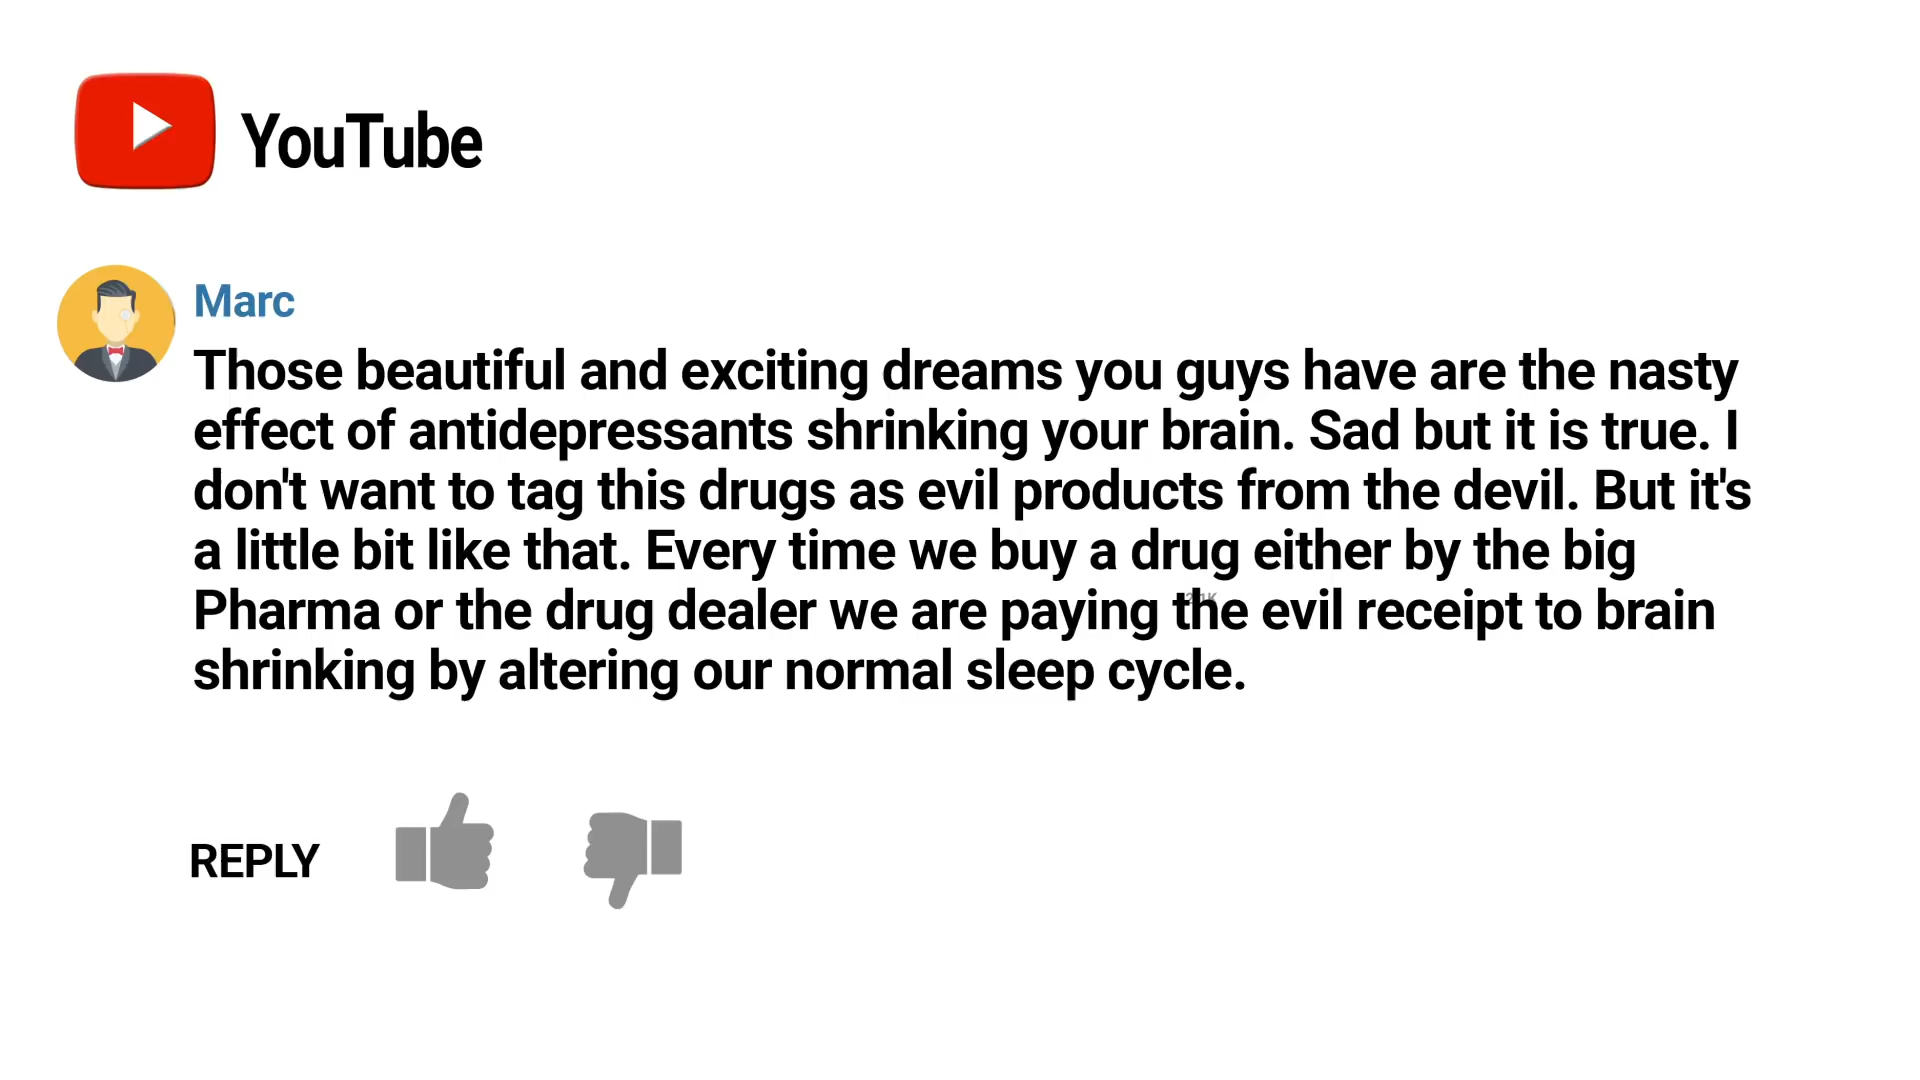 YouTube
Marc
Those beautiful and exciting dreams you guys have are the nasty
effect of antidepressants shrinking your brain. Sad but it is true. I
don't want to tag this drugs as evil products from the devil. But it's
a little bit like that. Every time we buy a drug either by the big
Pharma or the drug dealer we are paying the evil receipt to brain
shrinking by altering our normal sleep cycle.
REPLY